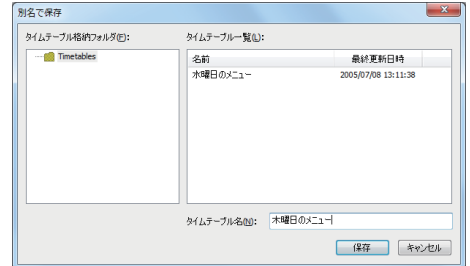 別名で保存
タイムテーブル格納フォルダ(F):
タイムテーブル一覧(L):
Timetables
名前 最終更新日時
水曜日のメニュー 2005/07/08 13:11:38
タイムテーブル名(N): 木曜日のメニュー
保存 キャンセル